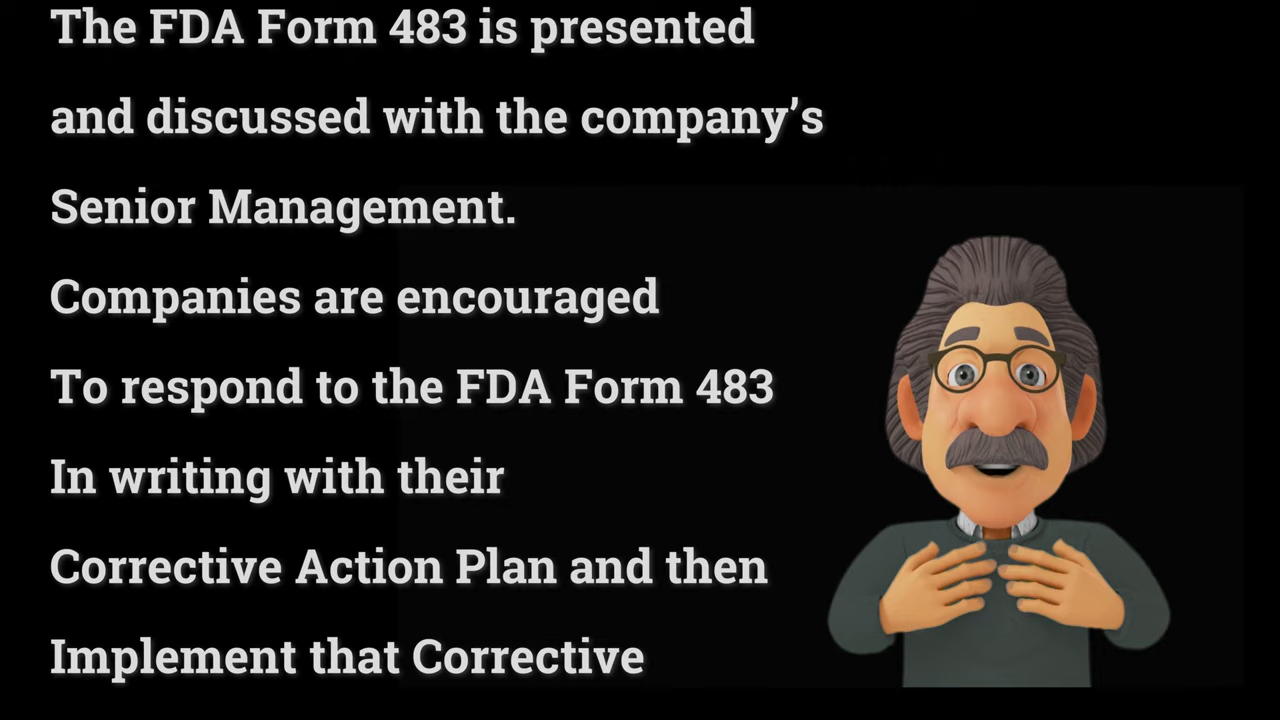 The FDA Form 483 is presented
and discussed with the company’s
Senior Management.
Companies are encouraged
To respond to the FDA Form 483
In writing with their
Corrective Action Plan and then
Implement that Corrective